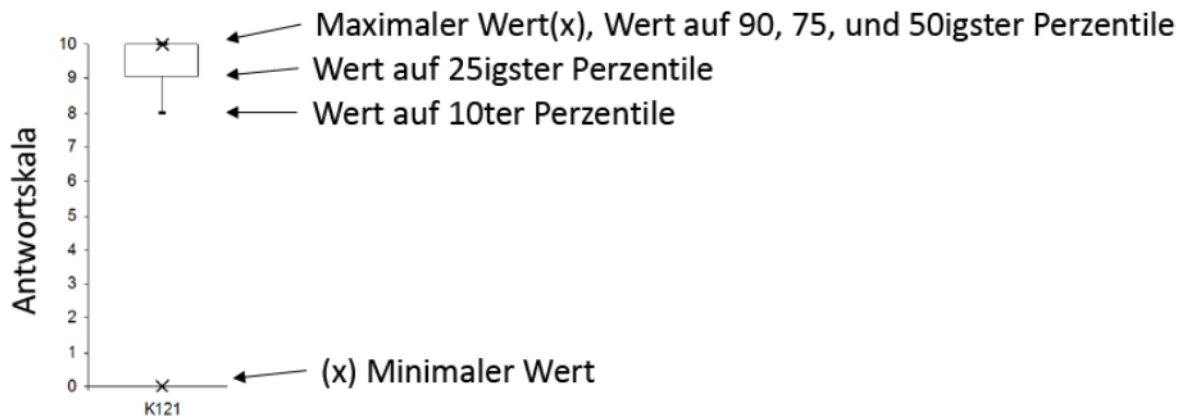 Maximaler Wert(x), Wert auf 90, 75, und 50igster Perzentile
Wert auf 25igster Perzentile
Wert auf 10ter Perzentile
(x) Minimaler Wert
Antwortskala
10
9
8
7
6
5
4
3
2
1
0
K121